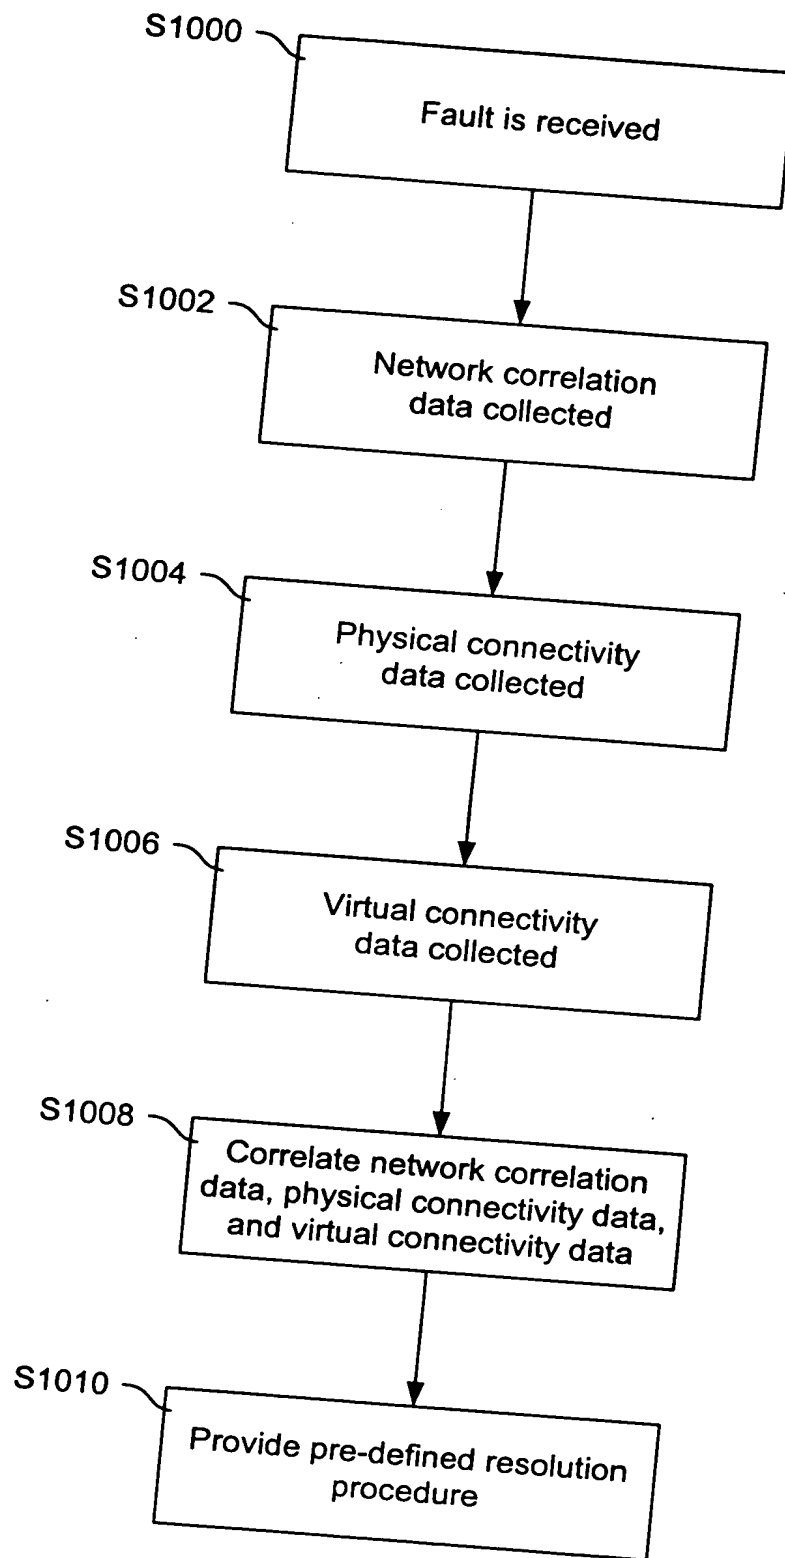 S1000
Fault is received
S1002
Network correlation
data collected
S1004
Physical connectivity
data collected
S1006
Virtual connectivity
data collected
S1008
Correlate network correlation
data, physical connectivity data,
and virtual connectivity data
S1010
Provide pre-defined resolution
procedure